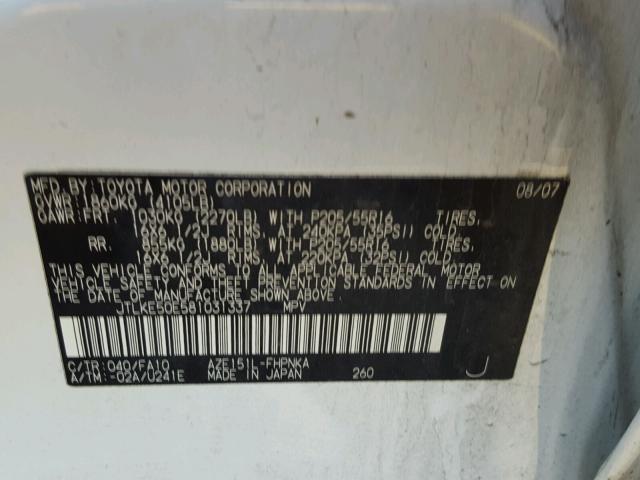 MFD. BY: TOYOTA MOTOR CORPORATION 08/07
GVWR 1860KG (4105LB)
GAWR: FRT. 1030KG (2270LB) WITH P205/55R16 TIRES,
16X6 1/2J RIMS, AT 240KPA (35PSI) COLD.
RR. 855KG (1880LB) WITH P205/55R16 TIRES,
16X6 1/2J RIMS, AT 220KPA (32PSI) COLD.
THIS VEHICLE CONFORMS TO ALL APPLICABLE FEDERAL MOTOR
VEHICLE SAFETY, BUMPER, AND THEFT PREVENTION STANDARDS IN EFFECT ON
THE DATE OF MANUFACTURE SHOWN ABOVE.
JTLKE50E581031337 MPV
C/TR: 040/FA10 AZE151L-FHPNKA
A/TM: -02A/U241E MADE IN JAPAN 260 J